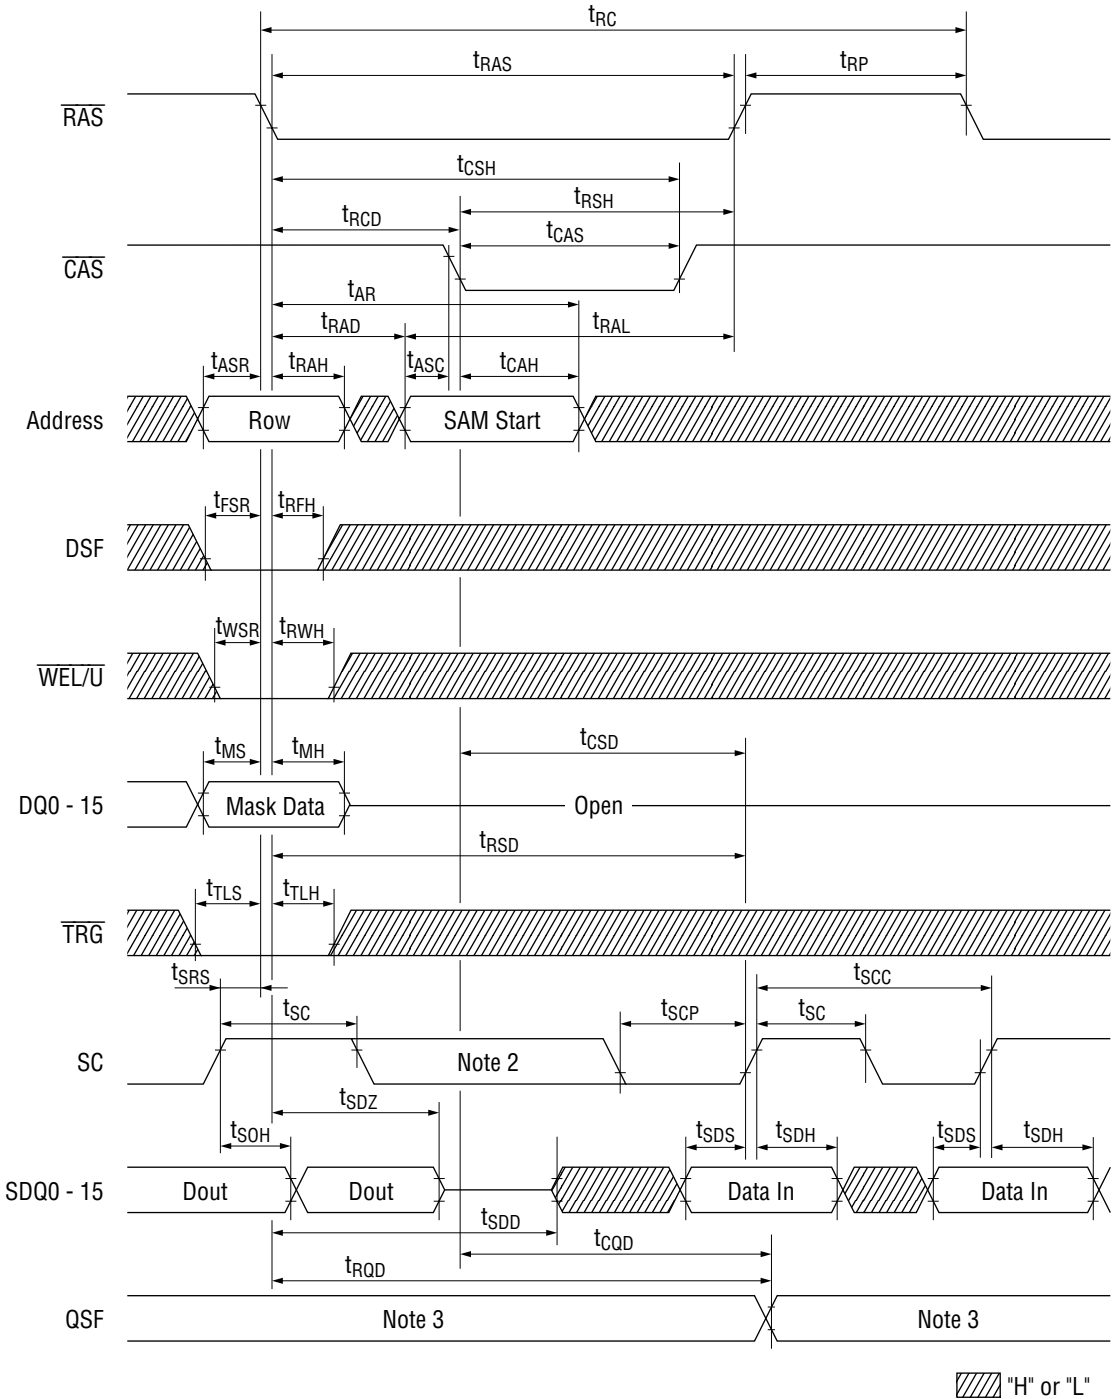 tRC
tRAS tRP
RAS
tCSH
tRSH
tRCD
tCAS
CAS
tAR
tRAD tRAL
tASR tRAH tASC tCAH
Address Row SAM Start
tFSR tRFH
DSF
tWSR tRWH
WEL/U
tCSD
tMS tMH
DQ0 - 15 Mask Data Open
tRSD
tTLS tTLH
TRG
tSRS tSCC
tSC tSCP tSC
SC Note 2
tSDZ
tSOH tSDS tSDH tSDS tSDH
SDQ0 - 15 Dout Dout Data In Data In
tSDD
tCQD
tRQD
QSF Note 3 Note 3
"H" or "L"